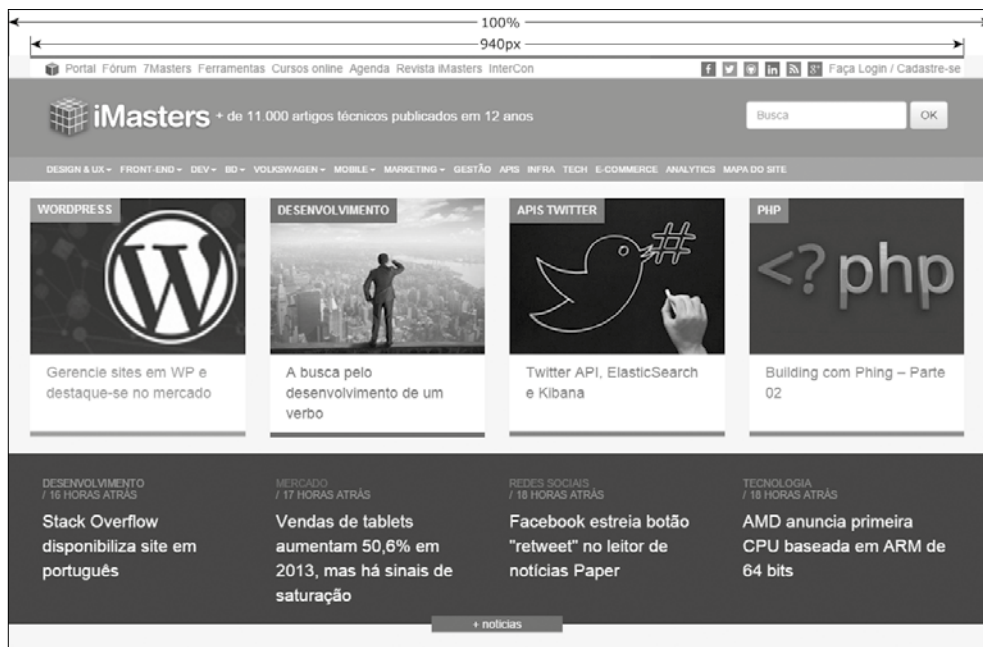 100%
940px
Portal Fórum 7Masters Ferramentas Cursos online Agenda Revista iMasters InterCon
f in g+ Faça Login / Cadastre-se
iMasters + de 11.000 artigos técnicos publicados em 12 anos
Busca OK
DESIGN & UX FRONT-END DEV BD VOLKSWAGEN MOBILE MARKETING GESTÃO APIS INFRA TECH E-COMMERCE ANALYTICS MAPA DO SITE
WORDPRESS
W
Gerencie sites em WP e
destaque-se no mercado
DESENVOLVIMENTO
A busca pelo
desenvolvimento de um
verbo
APIS TWITTER
#
Twitter API, ElasticSearch
e Kibana
PHP
<? php
Building com Phing – Parte
02
DESENVOLVIMENTO
/ 16 HORAS ATRÁS
Stack Overflow
disponibiliza site em
português
MERCADO
/ 17 HORAS ATRÁS
Vendas de tablets
aumentam 50,6% em
2013, mas há sinais de
saturação
REDES SOCIAIS
/ 18 HORAS ATRÁS
Facebook estreia botão
"retweet" no leitor de
notícias Paper
TECNOLOGIA
/ 18 HORAS ATRÁS
AMD anuncia primeira
CPU baseada em ARM de
64 bits
+ notícias